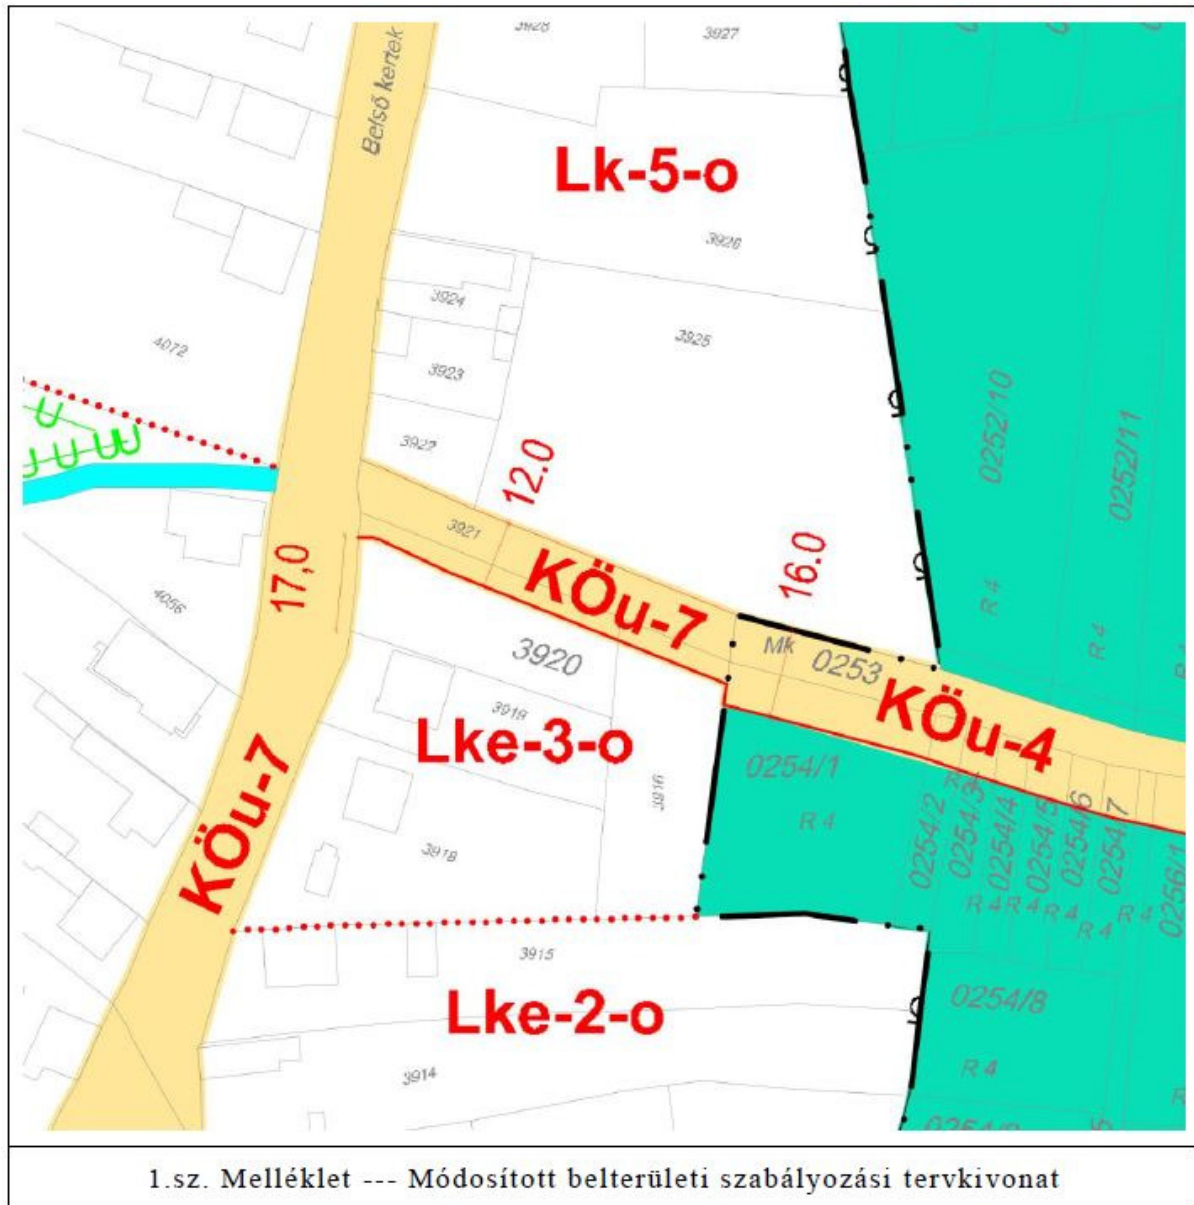 3928
3927
Belső kertek
Lk-5-o
3926
3924
3925
4072
3923
0252/10
0252/11
3922
12.0
3921
16.0
17,0
KÖu-7
R 4
R 4
4056
3920
Mk
0253
KÖu-4
3919
Lke-3-o
0254/1
3916
R 4
R 4
0254/2
0254/3
0254/4
0254/5
0254/6
0254/7
0256/1
KÖu-7
3918
R 4
R 4
R 4
R 4
R 4
3915
Lke-2-o
0254/8
3914
R 4
1.sz. Melléklet --- Módosított belterületi szabályozási tervkivonat